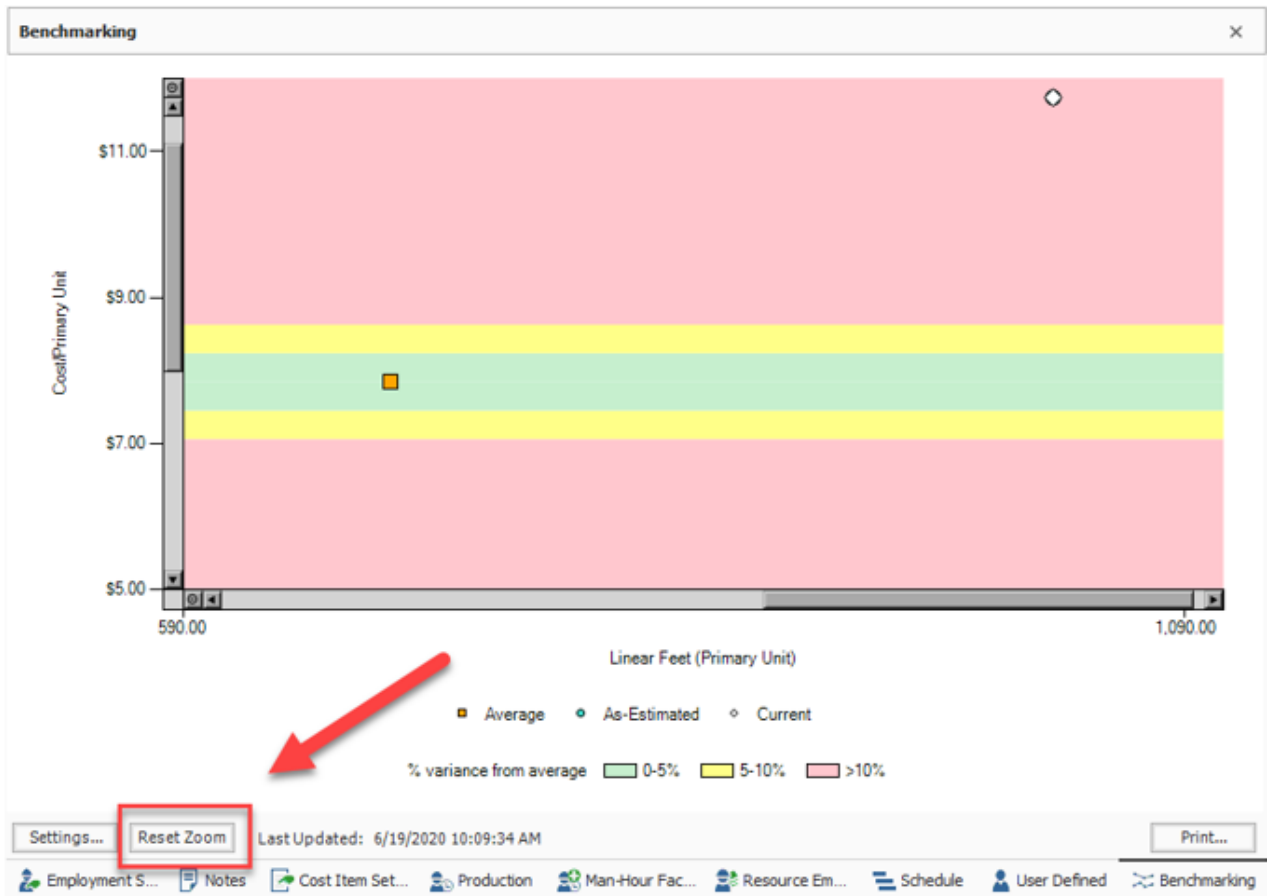 Benchmarking
$11.00
$9.00
$7.00
$5.00
Cost/Primary Unit
590.00
1,090.00
Linear Feet (Primary Unit)
Average
As-Estimated
Current
% variance from average
0-5%
5-10%
>10%
Settings...
Reset Zoom
Last Updated: 6/19/2020 10:09:34 AM
Print...
Employment S...
Notes
Cost Item Set...
Production
Man-Hour Fac...
Resource Em...
Schedule
User Defined
Benchmarking